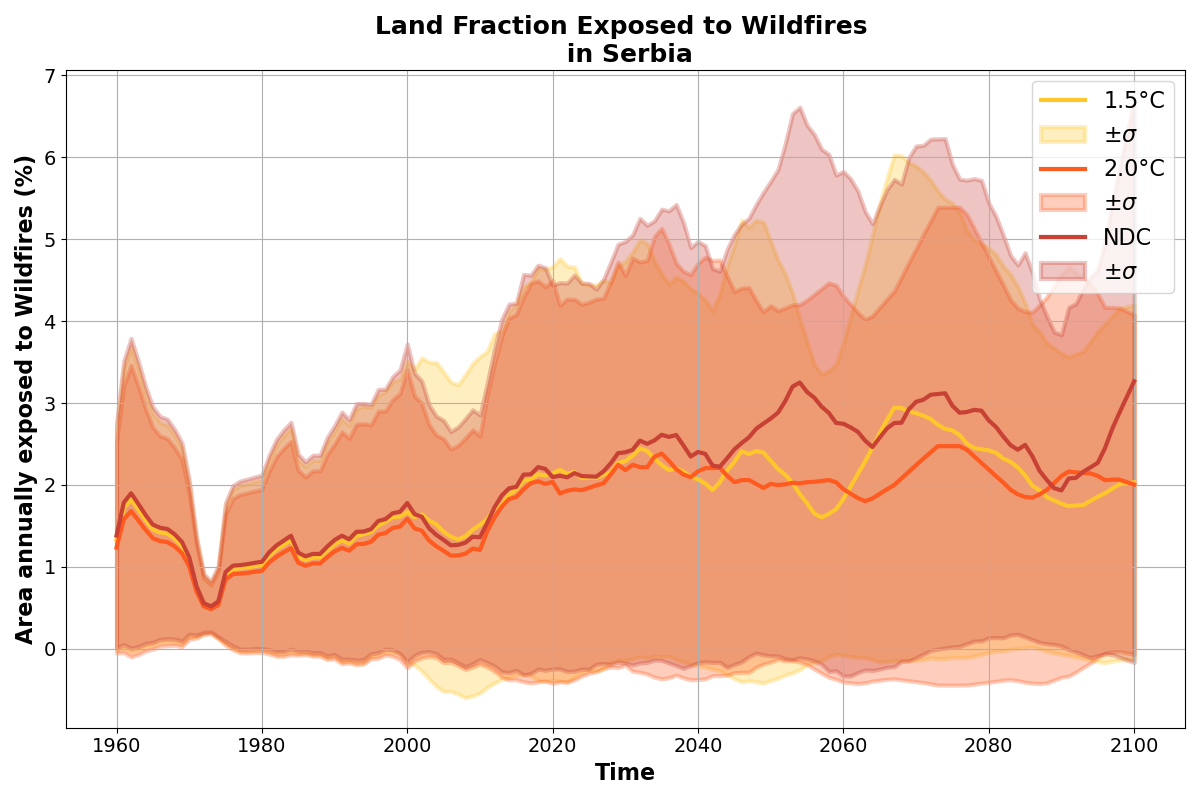 Land Fraction Exposed to Wildfires
in Serbia
Area annually exposed to Wildfires (%)
7
6
5
4
3
2
1
0
1.5°C
±σ
2.0°C
±σ
NDC
±σ
1960 1980 2000 2020 2040 2060 2080 2100
Time